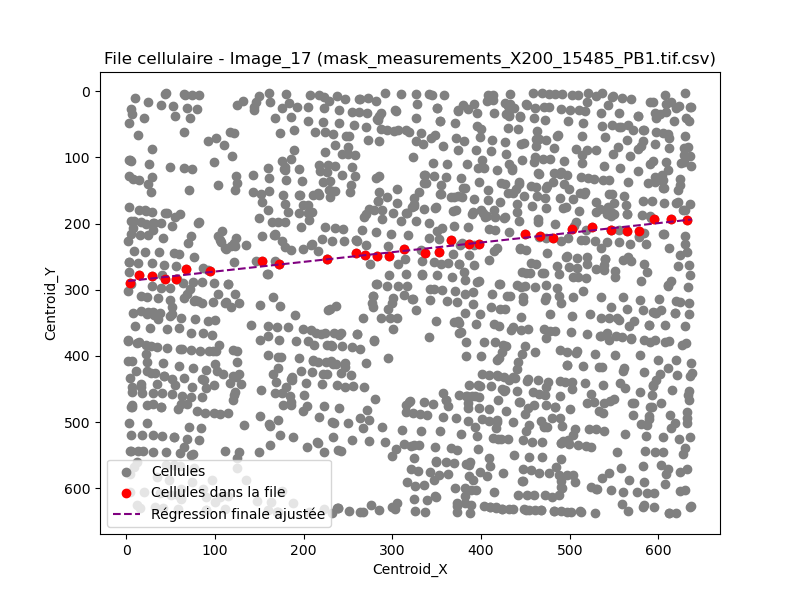 File cellulaire - Image_17 (mask_measurements_X200_15485_PB1.tif.csv)
Centroid_Y
0
100
200
300
400
500
600
Cellules
Cellules dans la file
Régression finale ajustée
0 100 200 300 400 500 600
Centroid_X